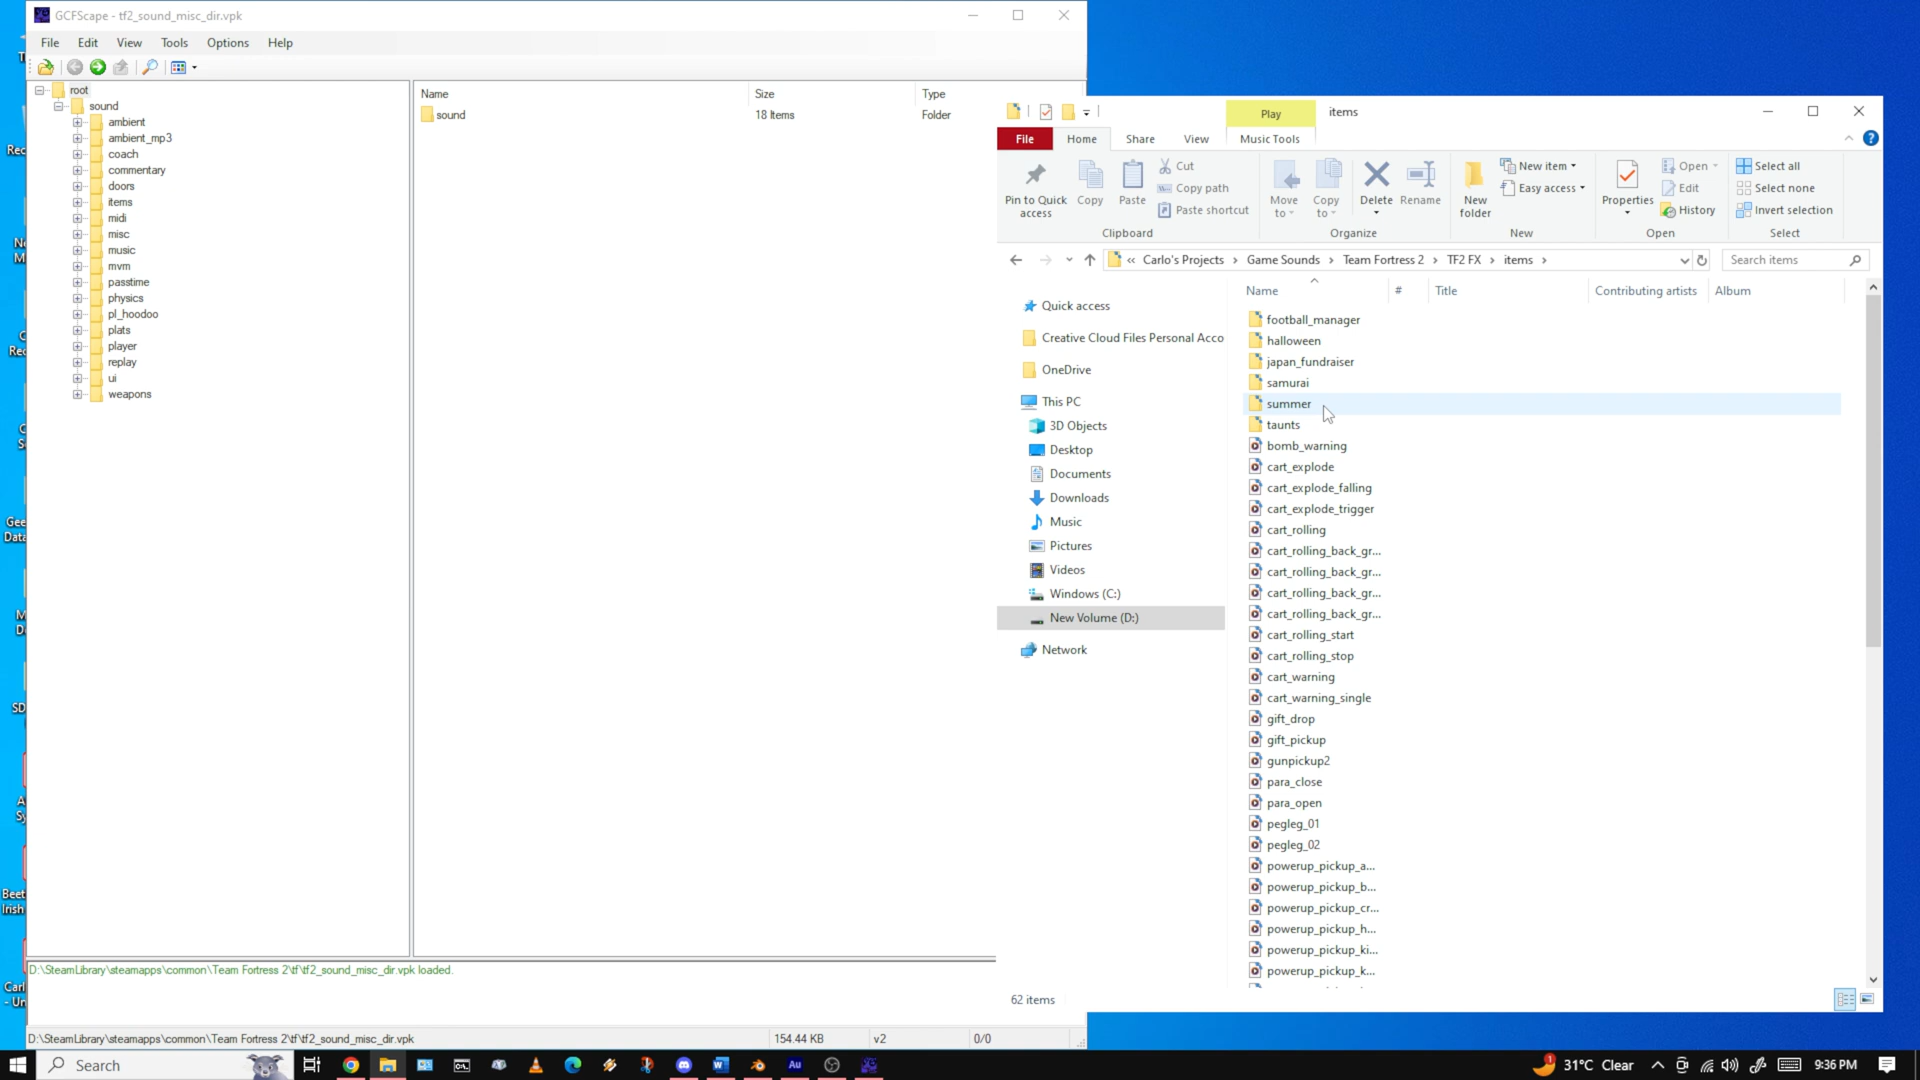 GCFScape - tf2_sound_misc_dir.vpk
File Edit View Tools Options Help
root
sound
ambient
ambient_mp3
coach
commentary
doors
items
midi
misc
music
mvm
passtime
physics
pl_hoodoo
plats
player
replay
ui
weapons
Name Size Type
sound 18 Items Folder
D:\SteamLibrary\steamapps\common\Team Fortress 2\tf\tf2_sound_misc_dir.vpk loaded.
D:\SteamLibrary\steamapps\common\Team Fortress 2\tf\tf2_sound_misc_dir.vpk 154.44 KB v2 0/0
Play items
File Home Share View Music Tools
Pin to Quick access
Copy
Paste
Cut
Copy path
Paste shortcut
Clipboard
Move to
Copy to
Delete
Rename
Organize
New folder
New item
Easy access
New
Properties
Open
Edit
History
Open
Select all
Select none
Invert selection
Select
« Carlo's Projects > Game Sounds > Team Fortress 2 > TF2 FX > items >
Search items
Quick access
Creative Cloud Files Personal Acco
OneDrive
This PC
3D Objects
Desktop
Documents
Downloads
Music
Pictures
Videos
Windows (C:)
New Volume (D:)
Network
Name # Title Contributing artists Album
football_manager
halloween
japan_fundraiser
samurai
summer
taunts
bomb_warning
cart_explode
cart_explode_falling
cart_explode_trigger
cart_rolling
cart_rolling_back_gr...
cart_rolling_back_gr...
cart_rolling_back_gr...
cart_rolling_back_gr...
cart_rolling_start
cart_rolling_stop
cart_warning
cart_warning_single
gift_drop
gift_pickup
gunpickup2
para_close
para_open
pegleg_01
pegleg_02
powerup_pickup_a...
powerup_pickup_b...
powerup_pickup_cr...
powerup_pickup_h...
powerup_pickup_ki...
powerup_pickup_k...
62 items
Search
31°C Clear
9:36 PM